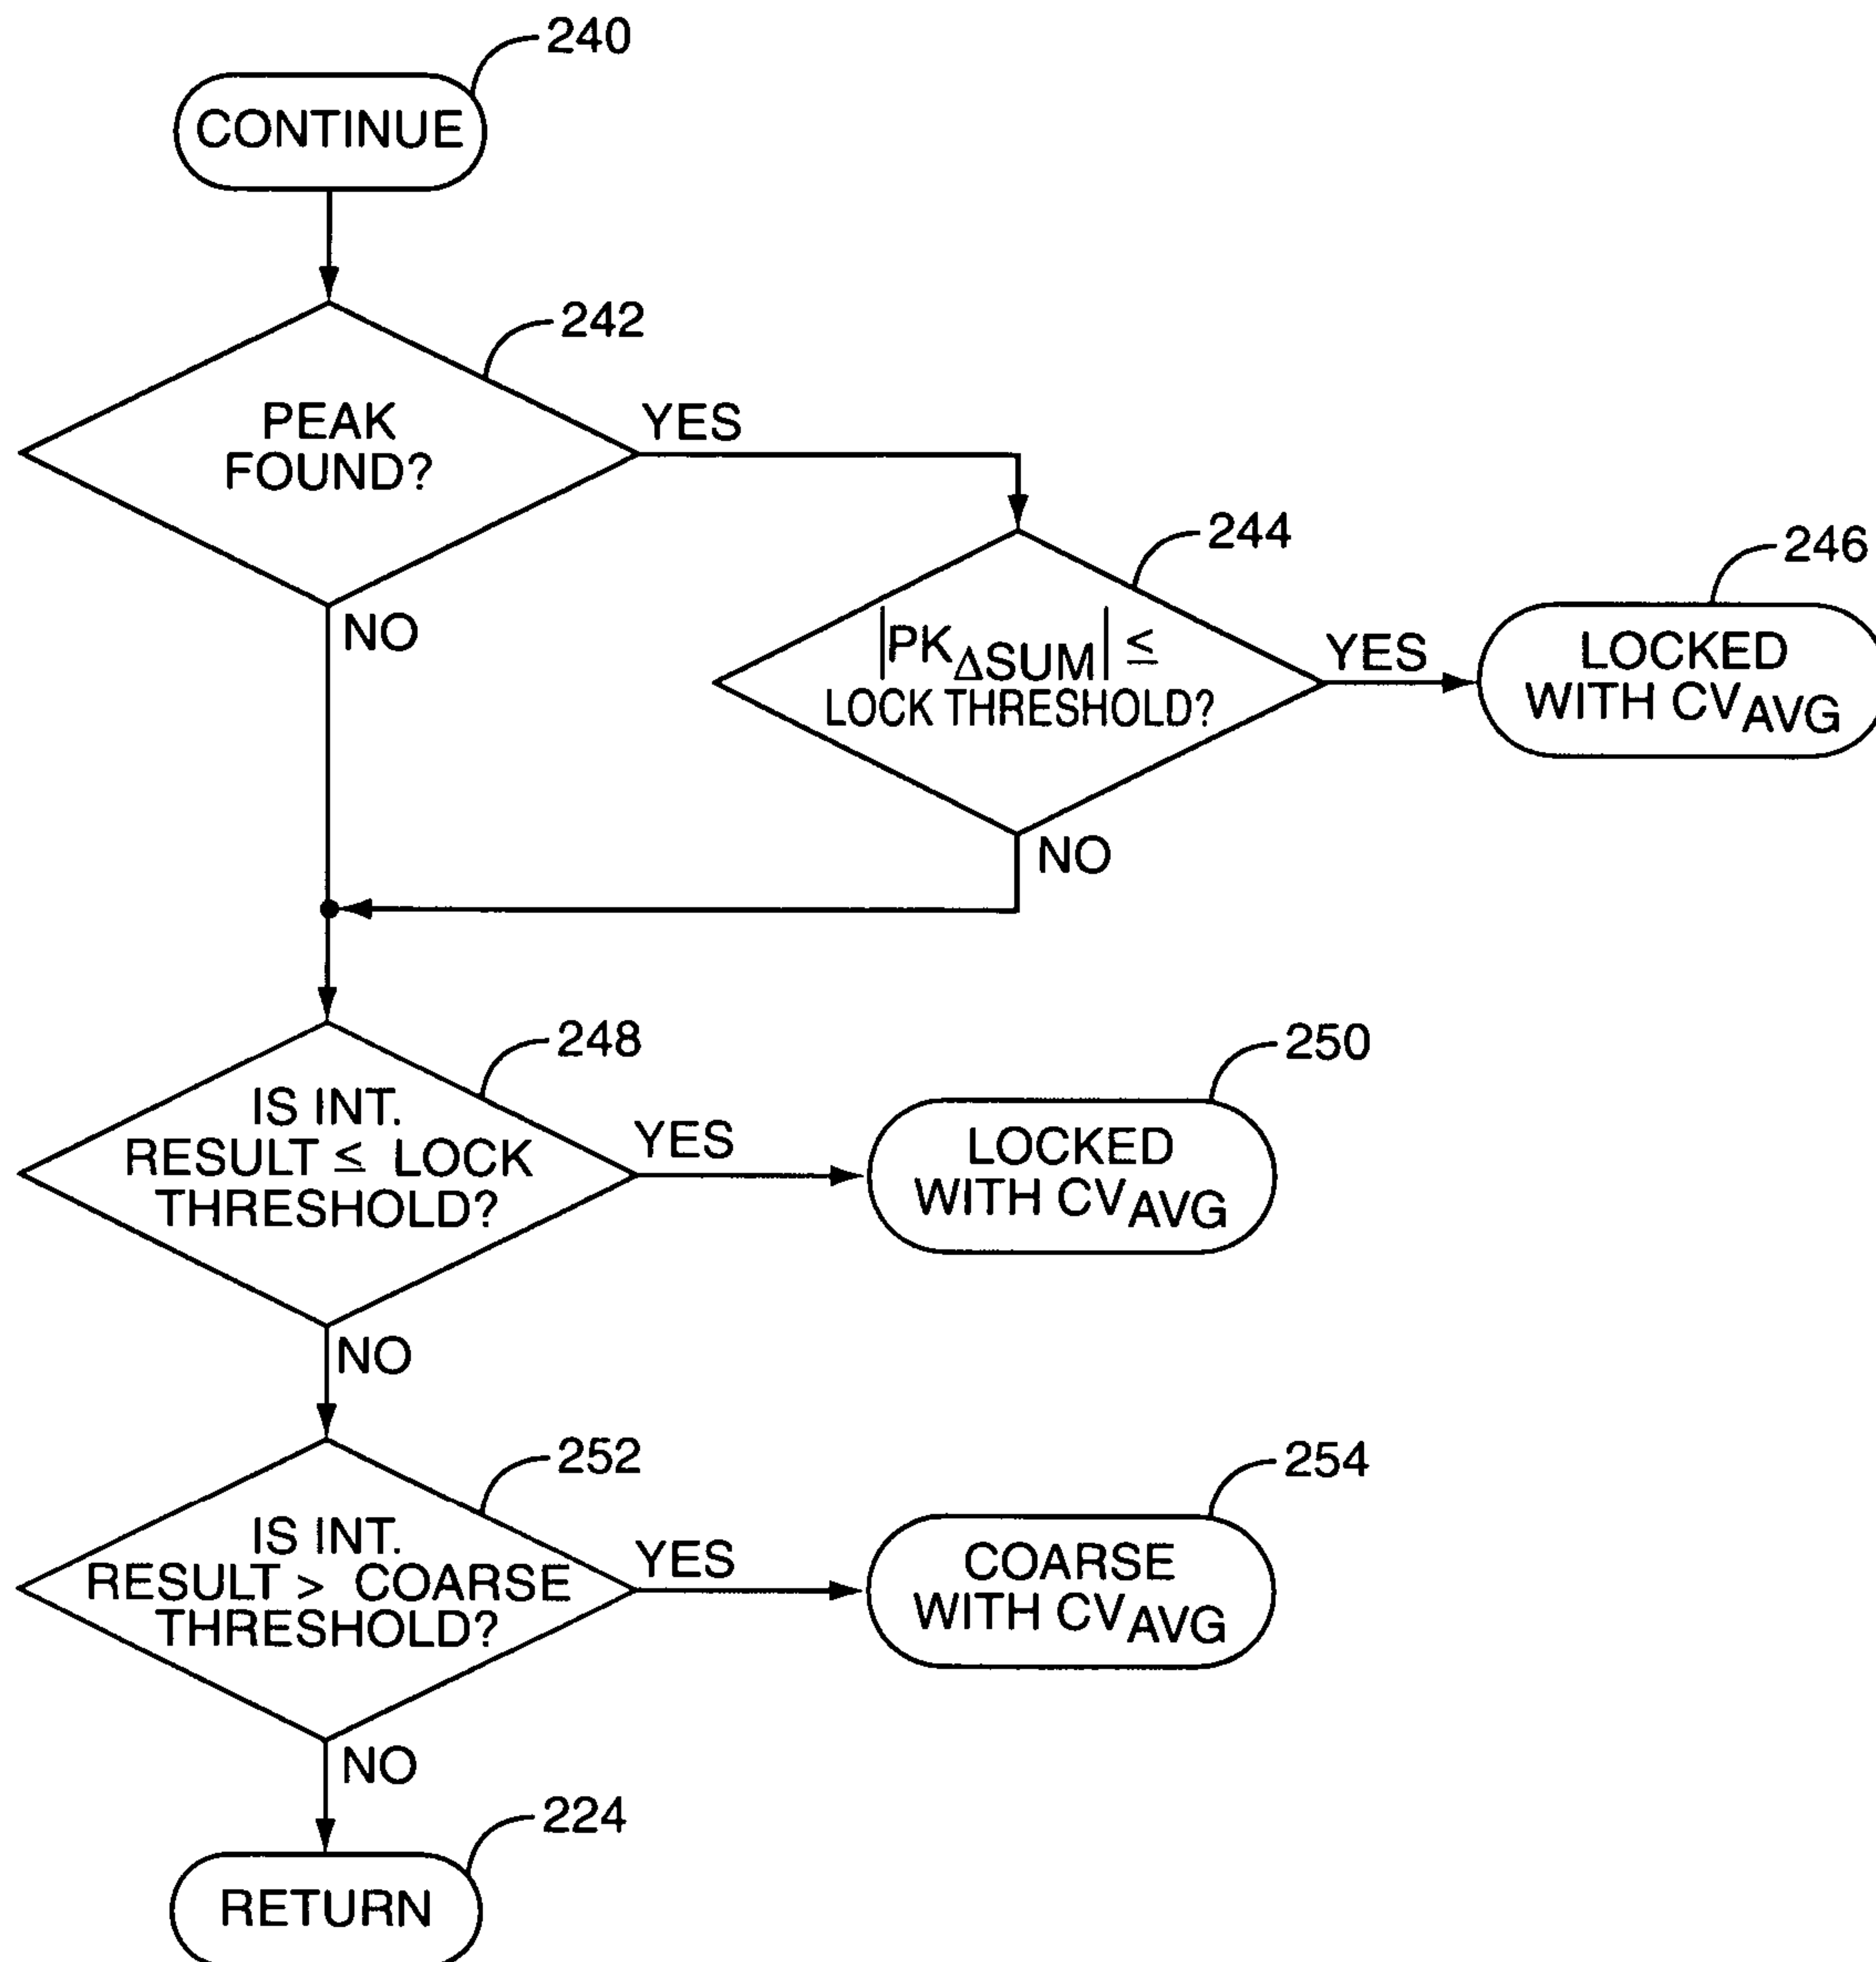 240
CONTINUE
242
PEAK
FOUND?
YES
NO
244
|PKΔSUM| ≤
LOCK THRESHOLD?
YES
NO
246
LOCKED
WITH CVAVG
248
IS INT.
RESULT ≤ LOCK
THRESHOLD?
YES
NO
250
LOCKED
WITH CVAVG
252
IS INT.
RESULT > COARSE
THRESHOLD?
YES
NO
254
COARSE
WITH CVAVG
224
RETURN